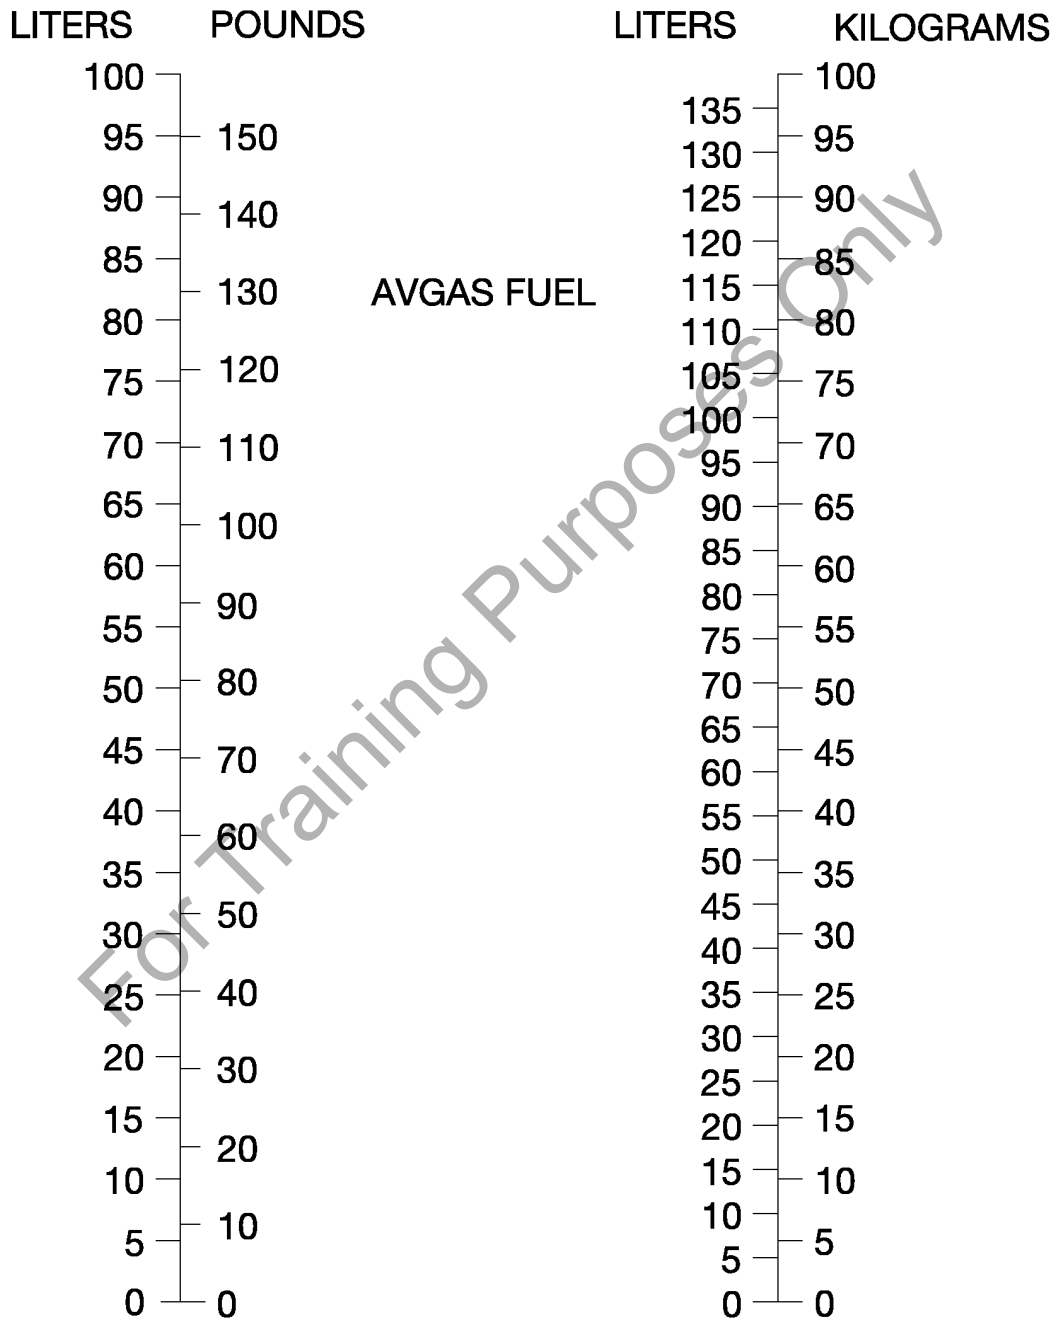 LITERS POUNDS LITERS KILOGRAMS
100 100
135
95 150 95
130
90 125 90
140
120
85 85
130 AVGAS FUEL 115
80 110 80
120
75 105 75
100
70 110 70
95
65 90 65
100
85
60 60
90 80
55 75 55
50 80 70 50
65
45 70 45
60
40 55 40
60
35 50 35
45
30 50 30
40
25 40 35 25
30
20 30 20
25
15 20 15
20
10 15 10
10
5 10 5
5
0 0 0 0
For Training Purposes Only